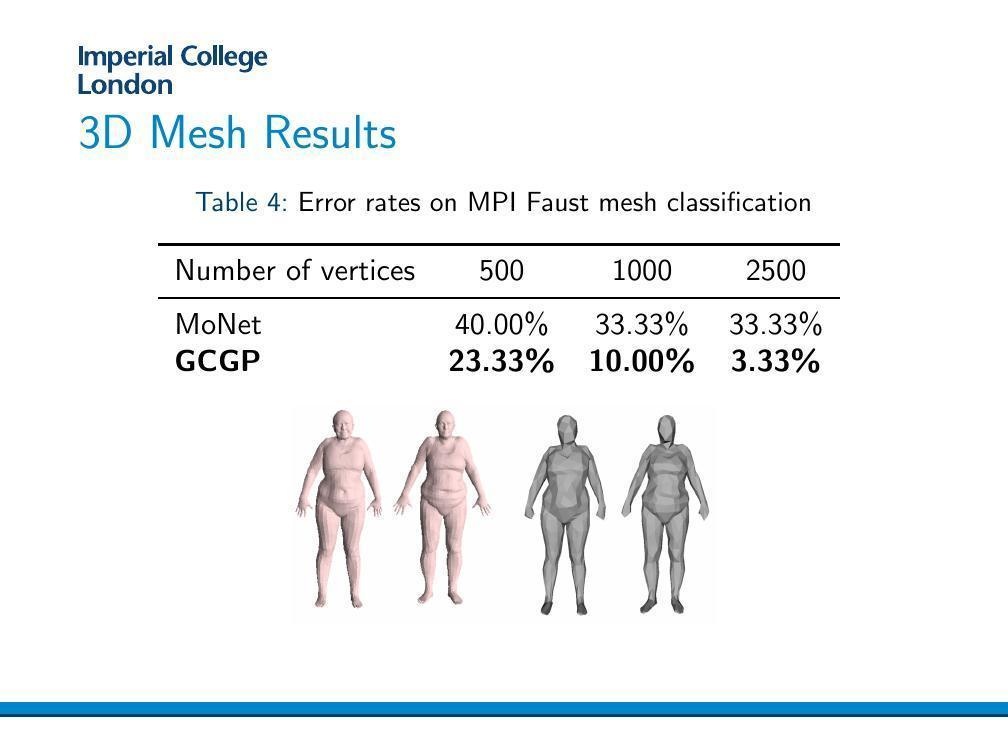 Imperial College
London
3D Mesh Results
Table 4: Error rates on MPI Faust mesh classification
Number of vertices 500 1000 2500
MoNet 40.00% 33.33% 33.33%
GCGP 23.33% 10.00% 3.33%